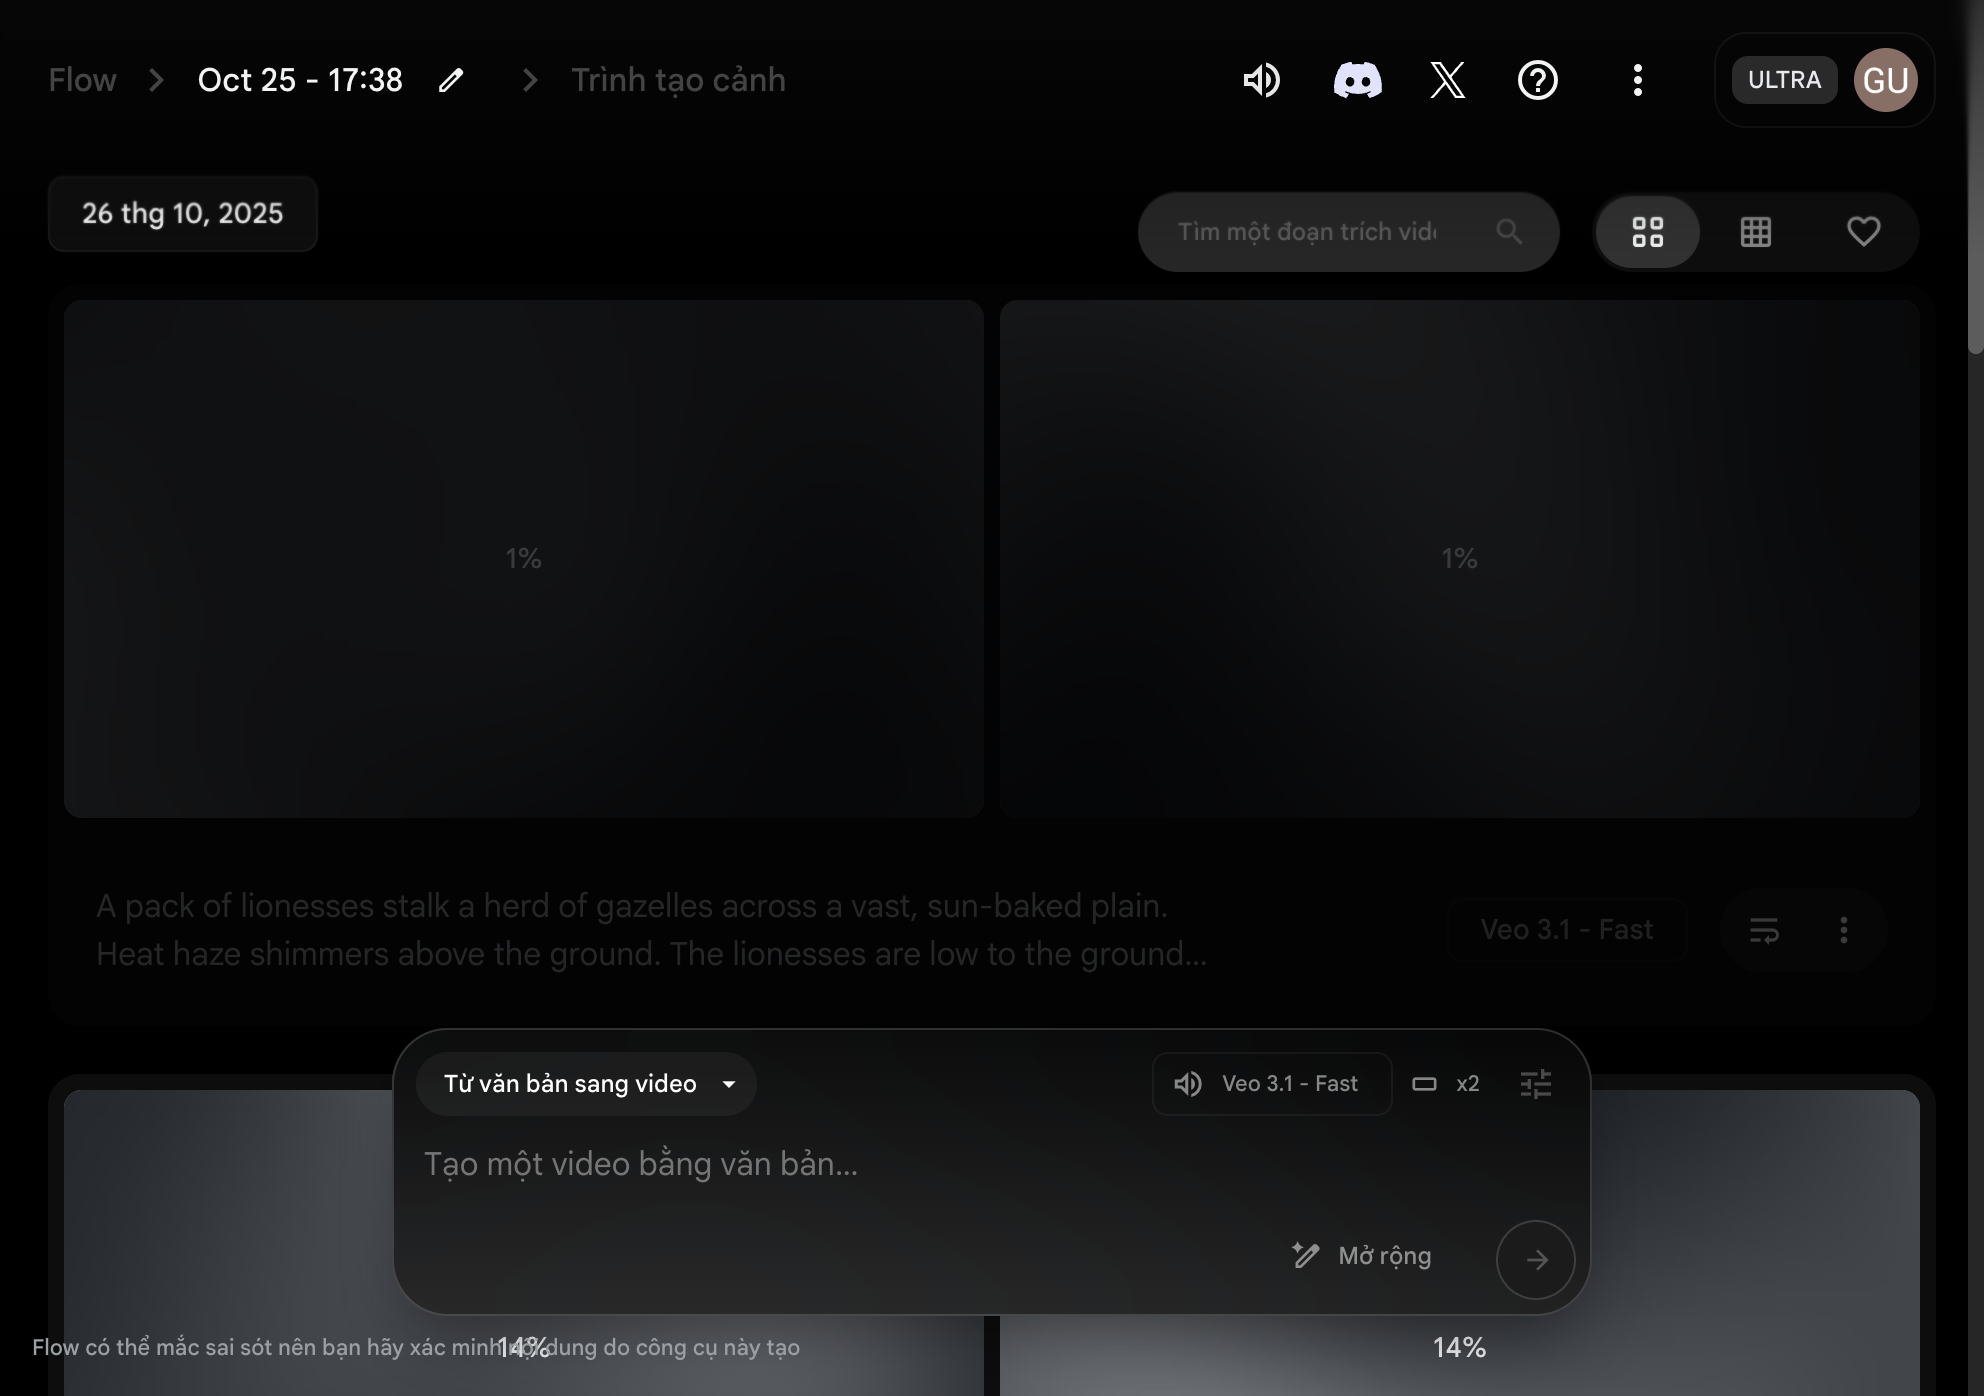 Flow
Oct 25 - 17:38
Trình tạo cảnh
ULTRA
GU
26 thg 10, 2025
Tìm một đoạn trích
1%
1%
A pack of lionesses stalk a herd of gazelles across a vast, sun-baked plain.
Heat haze shimmers above the ground. The lionesses are low to the ground...
Veo 3.1 - Fast
Từ văn bản sang video
Veo 3.1 - Fast
x2
Tạo một video bằng văn bản...
Mở rộng
Flow có thể mắc sai sót nên bạn hãy xác minh nội dung do công cụ này tạo
14%
14%